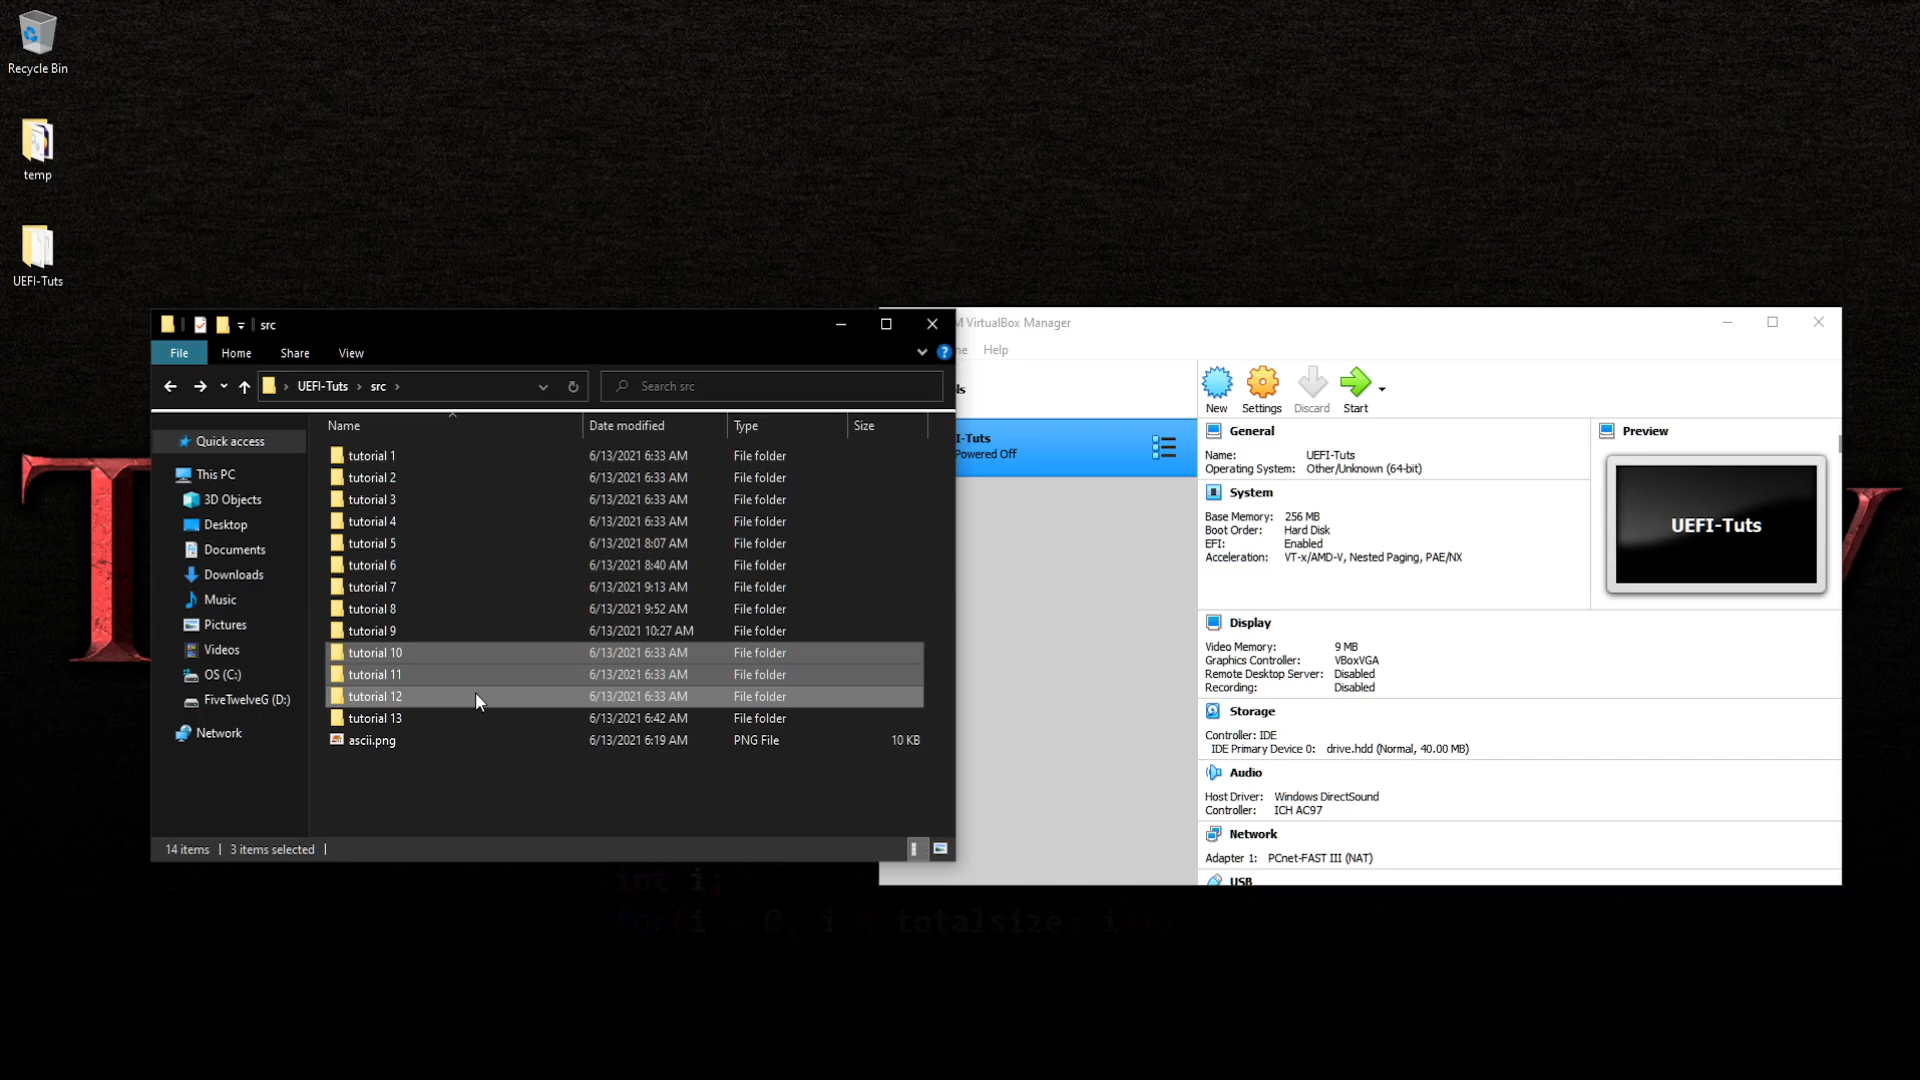 Recycle Bin
temp
UEFI-Tuts
src
File Home Share View
UEFI-Tuts src
Search src
Name Date modified Type Size
Quick access
This PC
3D Objects
Desktop
Documents
Downloads
Music
Pictures
Videos
OS (C:)
FiveTwelveG (D:)
Network
tutorial 1 6/13/2021 6:33 AM File folder
tutorial 2 6/13/2021 6:33 AM File folder
tutorial 3 6/13/2021 6:33 AM File folder
tutorial 4 6/13/2021 6:33 AM File folder
tutorial 5 6/13/2021 8:07 AM File folder
tutorial 6 6/13/2021 8:40 AM File folder
tutorial 7 6/13/2021 9:13 AM File folder
tutorial 8 6/13/2021 9:52 AM File folder
tutorial 9 6/13/2021 10:27 AM File folder
tutorial 10 6/13/2021 6:33 AM File folder
tutorial 11 6/13/2021 6:33 AM File folder
tutorial 12 6/13/2021 6:33 AM File folder
tutorial 13 6/13/2021 6:42 AM File folder
ascii.png 6/13/2021 6:19 AM PNG File 10 KB
14 items 3 items selected
M VirtualBox Manager
ne Help
ls
New Settings Discard Start
I-Tuts
Powered Off
General
Name: UEFI-Tuts
Operating System: Other/Unknown (64-bit)
System
Base Memory: 256 MB
Boot Order: Hard Disk
EFI: Enabled
Acceleration: VT-x/AMD-V, Nested Paging, PAE/NX
Preview
UEFI-Tuts
Display
Video Memory: 9 MB
Graphics Controller: VBoxVGA
Remote Desktop Server: Disabled
Recording: Disabled
Storage
Controller: IDE
IDE Primary Device 0: drive.hdd (Normal, 40.00 MB)
Audio
Host Driver: Windows DirectSound
Controller: ICH AC97
Network
Adapter 1: PCnet-FAST III (NAT)
USB
int i;
for(i = 0; i < totalsize; i++)